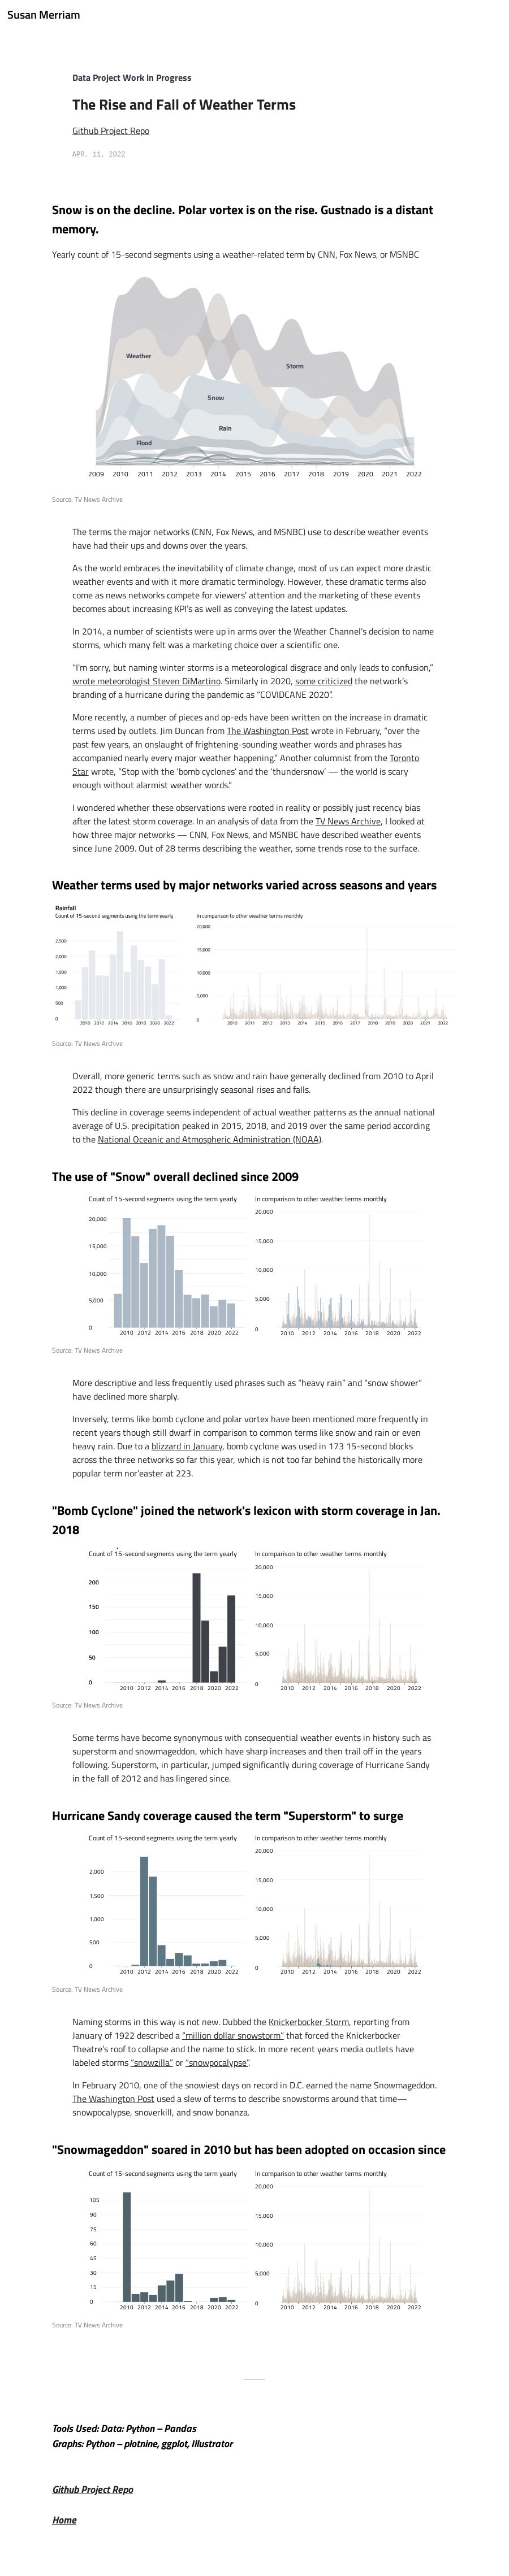 Susan Merriam
Data Project Work in Progress
The Rise and Fall of Weather Terms
Github Project Repo
APR. 11, 2022
Snow is on the decline. Polar vortex is on the rise. Gustnado is a distant
memory.
Yearly count of 15-second segments using a weather-related term by CNN, Fox News, or MSNBC
Weather
Storm
Snow
Rain
Flood
2009 2010 2011 2012 2013 2014 2015 2016 2017 2018 2019 2020 2021 2022
Source: TV News Archive
The terms the major networks (CNN, Fox News, and MSNBC) use to describe weather events
have had their ups and downs over the years.
As the world embraces the inevitability of climate change, most of us can expect more drastic
weather events and with it more dramatic terminology. However, these dramatic terms also
come as news networks compete for viewers’ attention and the marketing of these events
becomes about increasing KPI’s as well as conveying the latest updates.
In 2014, a number of scientists were up in arms over the Weather Channel’s decision to name
storms, which many felt was a marketing choice over a scientific one.
“I’m sorry, but naming winter storms is a meteorological disgrace and only leads to confusion,”
wrote meteorologist Steven DiMartino. Similarly in 2020, some criticized the network’s
branding of a hurricane during the pandemic as “COVIDCANE 2020”.
More recently, a number of pieces and op-eds have been written on the increase in dramatic
terms used by outlets. Jim Duncan from The Washington Post wrote in February, “over the
past few years, an onslaught of frightening-sounding weather words and phrases has
accompanied nearly every major weather happening.” Another columnist from the Toronto
Star wrote, “Stop with the ‘bomb cyclones’ and the ‘thundersnow’ — the world is scary
enough without alarmist weather words.”
I wondered whether these observations were rooted in reality or possibly just recency bias
after the latest storm coverage. In an analysis of data from the TV News Archive, I looked at
how three major networks — CNN, Fox News, and MSNBC have described weather events
since June 2009. Out of 28 terms describing the weather, some trends rose to the surface.
Weather terms used by major networks varied across seasons and years
Rainfall
Count of 15-second segments using the term yearly
2,500
2,000
1,500
1,000
500
0
2010 2012 2014 2016 2018 2020 2022
In comparison to other weather terms monthly
20,000
15,000
10,000
5,000
0
2010 2011 2012 2013 2014 2015 2016 2017 2018 2019 2020 2021 2022
Source: TV News Archive
Overall, more generic terms such as snow and rain have generally declined from 2010 to April
2022 though there are unsurprisingly seasonal rises and falls.
This decline in coverage seems independent of actual weather patterns as the annual national
average of U.S. precipitation peaked in 2015, 2018, and 2019 over the same period according
to the National Oceanic and Atmospheric Administration (NOAA).
The use of "Snow" overall declined since 2009
Count of 15-second segments using the term yearly
20,000
15,000
10,000
5,000
0
2010 2012 2014 2016 2018 2020 2022
In comparison to other weather terms monthly
20,000
15,000
10,000
5,000
0
2010 2012 2014 2016 2018 2020 2022
Source: TV News Archive
More descriptive and less frequently used phrases such as “heavy rain” and “snow shower”
have declined more sharply.
Inversely, terms like bomb cyclone and polar vortex have been mentioned more frequently in
recent years though still dwarf in comparison to common terms like snow and rain or even
heavy rain. Due to a blizzard in January, bomb cyclone was used in 173 15-second blocks
across the three networks so far this year, which is not too far behind the historically more
popular term nor’easter at 223.
"Bomb Cyclone" joined the network's lexicon with storm coverage in Jan.
2018
Count of 15-second segments using the term yearly
200
150
100
50
0
2010 2012 2014 2016 2018 2020 2022
In comparison to other weather terms monthly
20,000
15,000
10,000
5,000
0
2010 2012 2014 2016 2018 2020 2022
Source: TV News Archive
Some terms have become synonymous with consequential weather events in history such as
superstorm and snowmageddon, which have sharp increases and then trail off in the years
following. Superstorm, in particular, jumped significantly during coverage of Hurricane Sandy
in the fall of 2012 and has lingered since.
Hurricane Sandy coverage caused the term "Superstorm" to surge
Count of 15-second segments using the term yearly
2,000
1,500
1,000
500
0
2010 2012 2014 2016 2018 2020 2022
In comparison to other weather terms monthly
20,000
15,000
10,000
5,000
0
2010 2012 2014 2016 2018 2020 2022
Source: TV News Archive
Naming storms in this way is not new. Dubbed the Knickerbocker Storm, reporting from
January of 1922 described a “million dollar snowstorm” that forced the Knickerbocker
Theatre’s roof to collapse and the name to stick. In more recent years media outlets have
labeled storms “snowzilla” or “snowpocalypse”.
In February 2010, one of the snowiest days on record in D.C. earned the name Snowmageddon.
The Washington Post used a slew of terms to describe snowstorms around that time—
snowpocalypse, snoverkill, and snow bonanza.
"Snowmageddon" soared in 2010 but has been adopted on occasion since
Count of 15-second segments using the term yearly
105
90
75
60
45
30
15
0
2010 2012 2014 2016 2018 2020 2022
In comparison to other weather terms monthly
20,000
15,000
10,000
5,000
0
2010 2012 2014 2016 2018 2020 2022
Source: TV News Archive
Tools Used: Data: Python – Pandas
Graphs: Python – plotnine, ggplot, Illustrator
Github Project Repo
Home